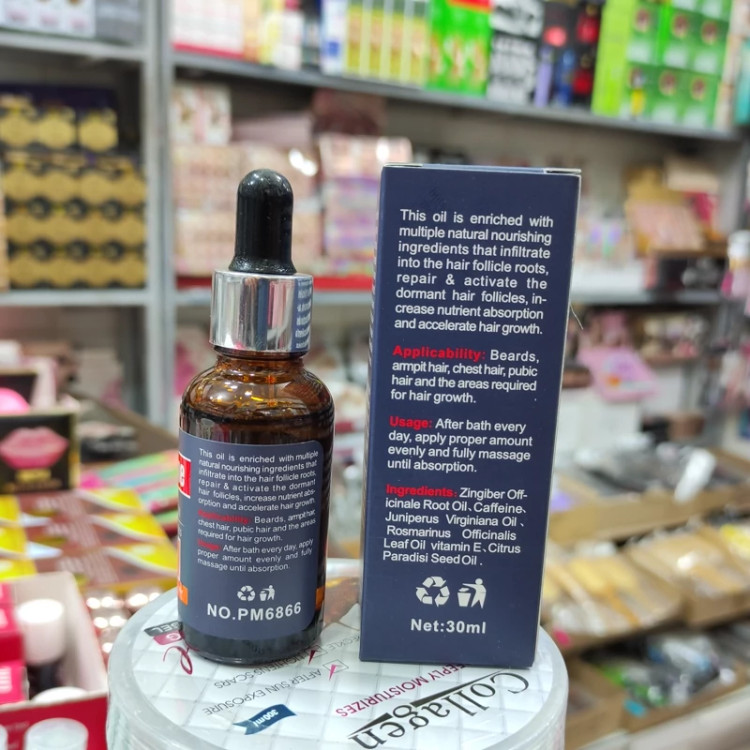 This oil is enriched with
multiple natural nourishing
ingredients that infiltrate
into the hair follicle roots,
repair & activate the
dormant hair follicles, in-
crease nutrient absorption
and accelerate hair growth.
Applicability: Beards,
armpit hair, chest hair, pubic
hair and the areas required
for hair growth.
Usage: After bath every
day, apply proper amount
evenly and fully massage
until absorption.
Ingredients: Zingiber Off-
icinale Root Oil、Caffeine、
Juniperus Virginiana Oil、
Rosmarinus Officinalis
Leaf Oil vitamin E、Citrus
Paradisi Seed Oil .
Net:30ml
This oil is enriched with multiple
natural nourishing ingredients that
infiltrate into the hair follicle roots,
repair & activate the dormant
hair follicles, increase nutrient abs-
orption and accelerate hair growth.
Applicability: Beards, armpit hair,
chest hair, pubic hair and the areas
required for hair growth.
Usage: After bath every day, apply
proper amount evenly and fully
massage until absorption.
NO.PM6866
AFTER SUN EXPOSURE
DEEPLY MOISTURIZES
300ml
Collagen